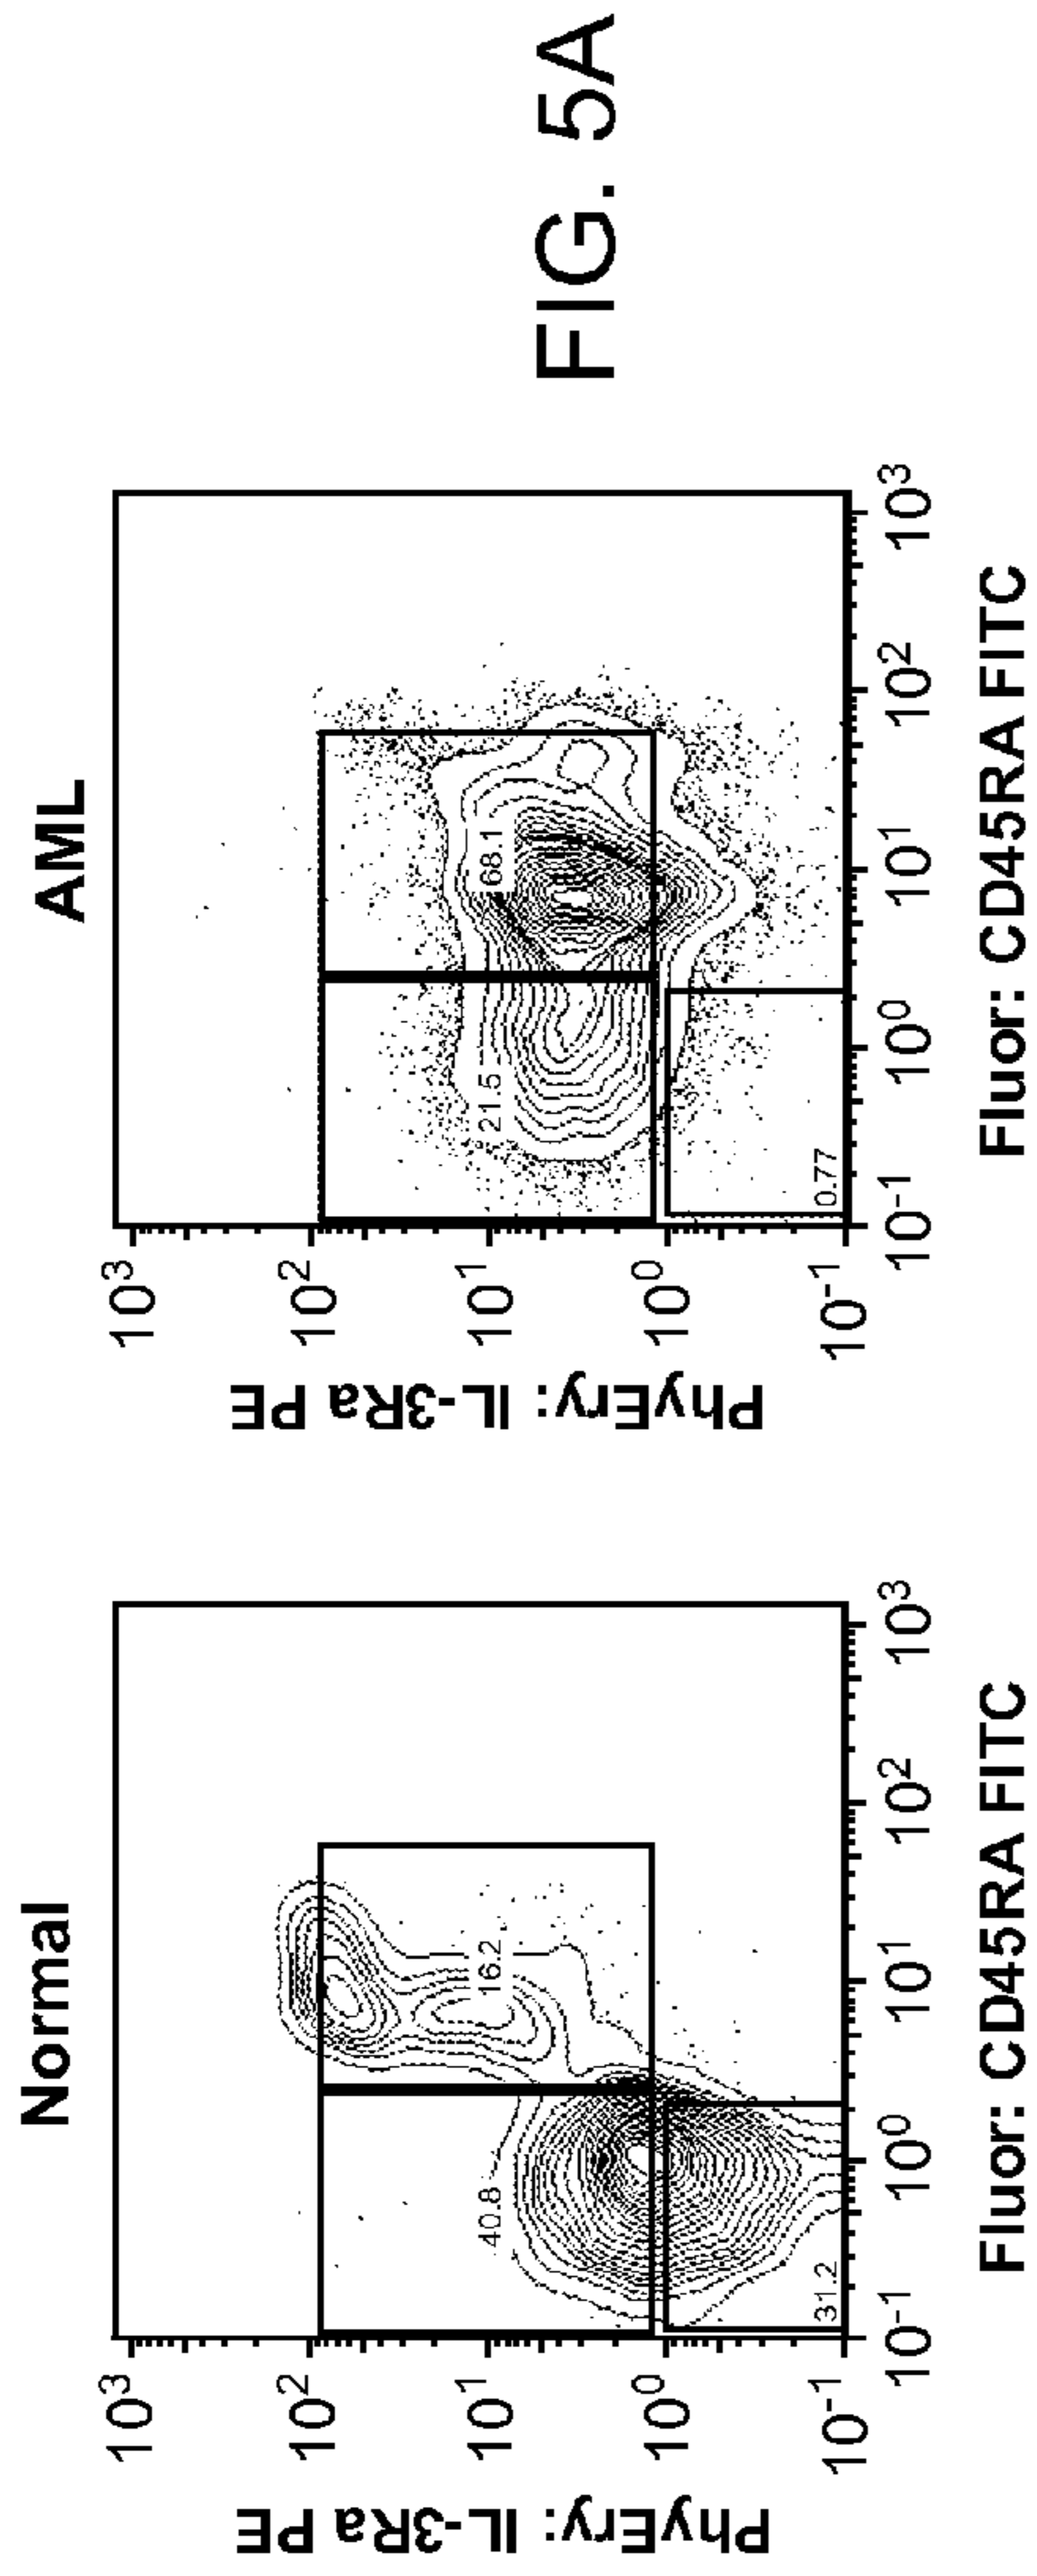 Normal
PhyEry: IL-3Ra PE
10³
10²
10¹
10⁰
10⁻¹
40.8
16.2
31.2
10⁻¹ 10⁰ 10¹ 10² 10³
Fluor: CD45RA FITC
AML
PhyEry: IL-3Ra PE
10³
10²
10¹
10⁰
10⁻¹
21.5 68.1
0.77
10⁻¹ 10⁰ 10¹ 10² 10³
Fluor: CD45RA FITC
FIG. 5A